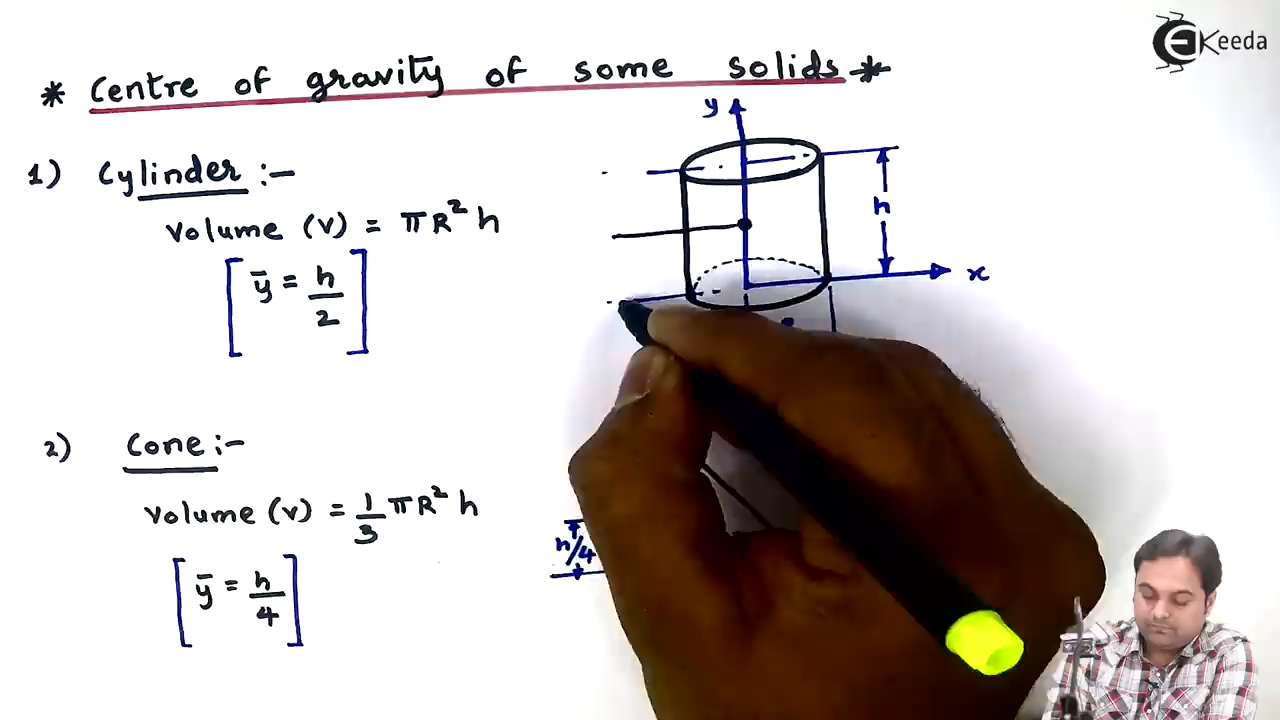 EKeeda
* Centre of gravity of some solids *
1) Cylinder :-
Volume (V) = πR² h
[ ȳ = h/2 ]
y
h
x
2) Cone :-
Volume (V) = 1/3 πR² h
[ ȳ = h/4 ]
h/4